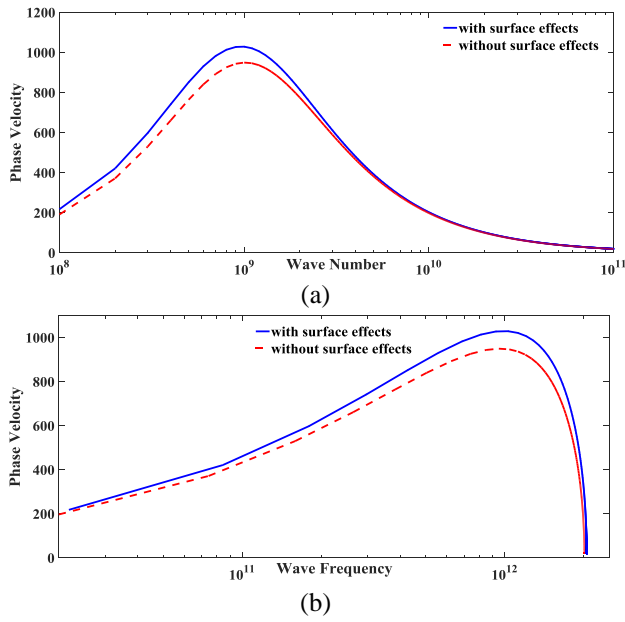 1200
1000
800
600
400
200
0
Phase Velocity
with surface effects
without surface effects
10^8
10^9
10^10
10^11
Wave Number
(a)
1000
800
600
400
200
0
Phase Velocity
with surface effects
without surface effects
10^11
10^12
Wave Frequency
(b)